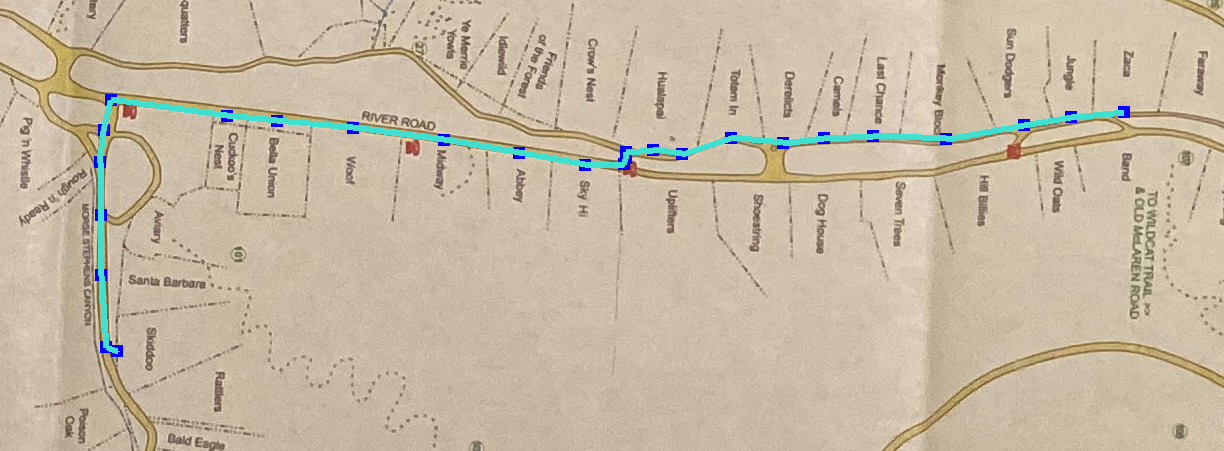 Ye Merrie
Yowls
Idlewild
Friends
of the Forest
Crow's Nest
Hualapai
Totem In
Derelicts
Camels
Last Chance
Monkey Block
Sun Dodgers
Jungle
Zaca
Faraway
27
RIVER ROAD
Pig 'n Whistle
Rough 'n Ready
Cuckoo's
Nest
Bella Union
Woof
Midway
Abbey
Sky Hi
Uplifters
Shoestring
Dog House
Seven Trees
Hill Billies
Wild Oats
Band
TO WILDCAT TRAIL >>
& OLD McLAREN ROAD
Aviary
MORSE STEPHENS CANYON
101
Santa Barbara
Skiddoo
Rattlers
Poison
Oak
Bald Eagle